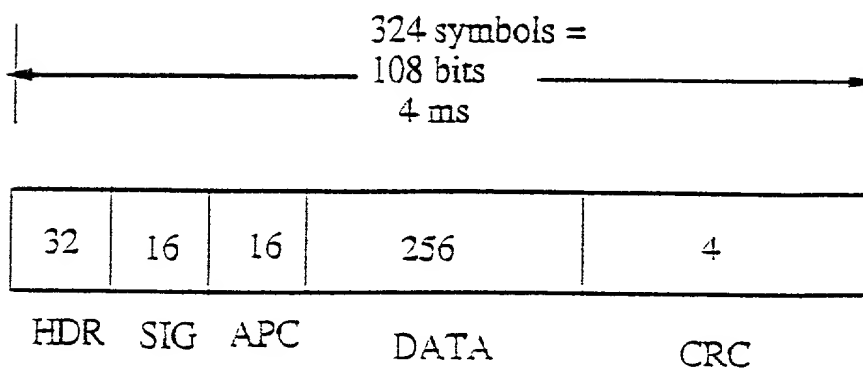 324 symbols =
108 bits
4 ms
32 16 16 256 4
HDR SIG APC DATA CRC